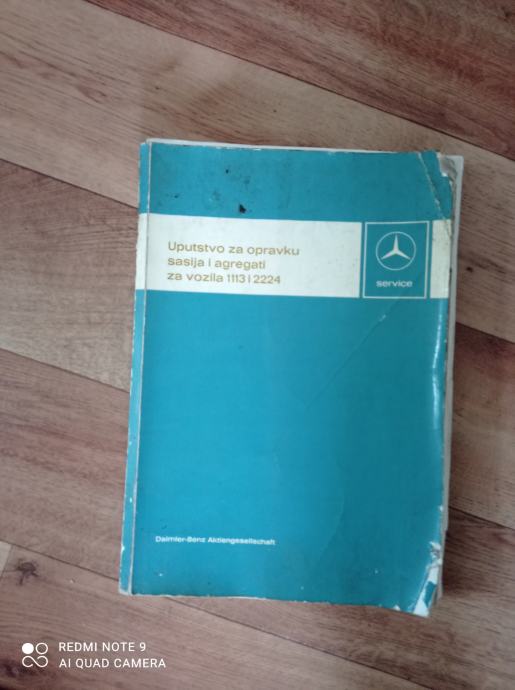 Uputstvo za opravku
sasija i agregati
za vozila 1113 i 2224
service
Daimler-Benz Aktiengesellschaft
REDMI NOTE 9
AI QUAD CAMERA